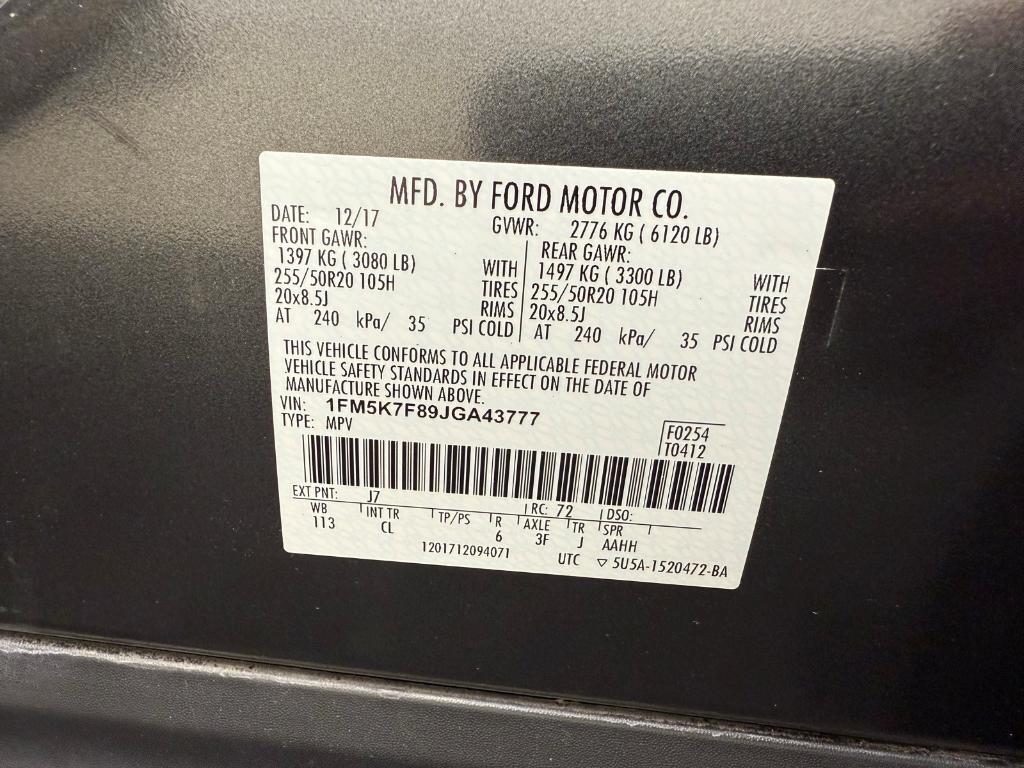 MFD. BY FORD MOTOR CO.
DATE: 12/17 GVWR: 2776 KG ( 6120 LB)
FRONT GAWR: REAR GAWR:
1397 KG ( 3080 LB) WITH 1497 KG ( 3300 LB) WITH
255/50R20 105H TIRES 255/50R20 105H TIRES
20x8.5J RIMS 20x8.5J RIMS
AT 240 kPa/ 35 PSI COLD AT 240 kPa/ 35 PSI COLD
THIS VEHICLE CONFORMS TO ALL APPLICABLE FEDERAL MOTOR
VEHICLE SAFETY STANDARDS IN EFFECT ON THE DATE OF
MANUFACTURE SHOWN ABOVE.
VIN: 1FM5K7F89JGA43777
TYPE: MPV
F0254
T0412
EXT PNT: J7 RC: 72 DSO:
WB INT TR TP/PS R AXLE TR SPR
113 CL 6 3F J AAHH
1201712094071 UTC ▽ 5U5A-1520472-BA